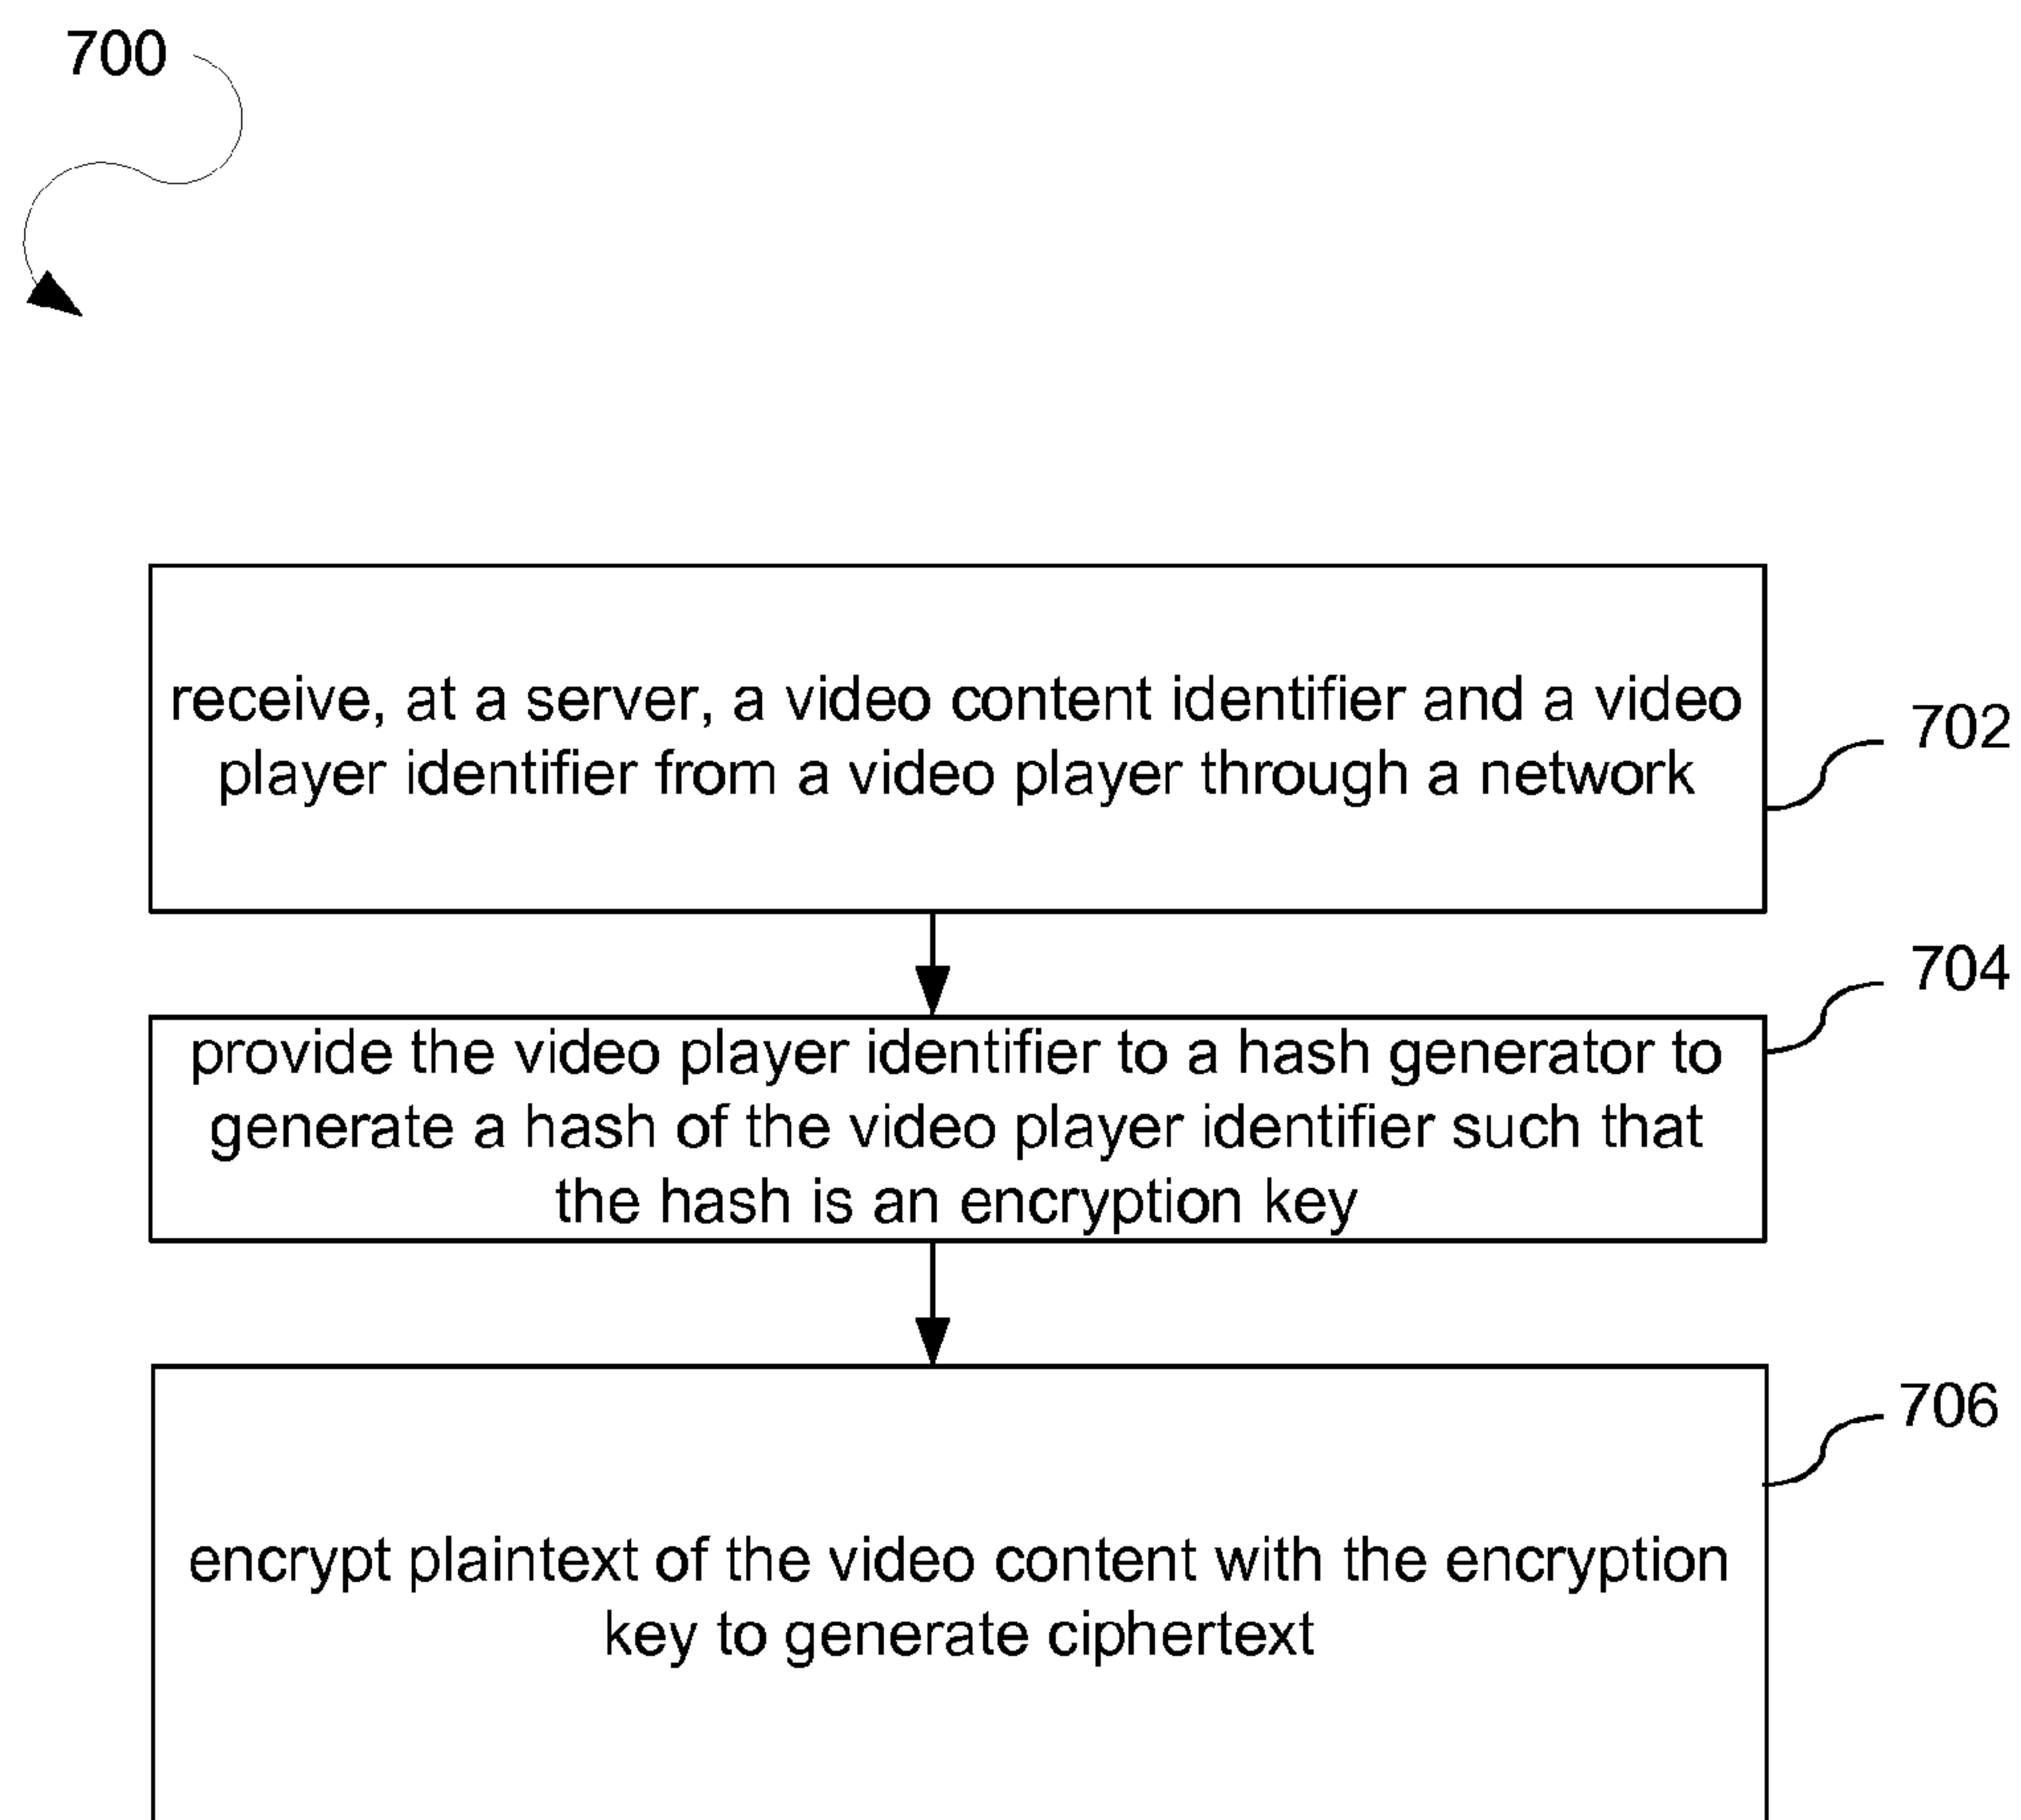 700
receive, at a server, a video content identifier and a video
player identifier from a video player through a network
702
704
provide the video player identifier to a hash generator to
generate a hash of the video player identifier such that
the hash is an encryption key
706
encrypt plaintext of the video content with the encryption
key to generate ciphertext